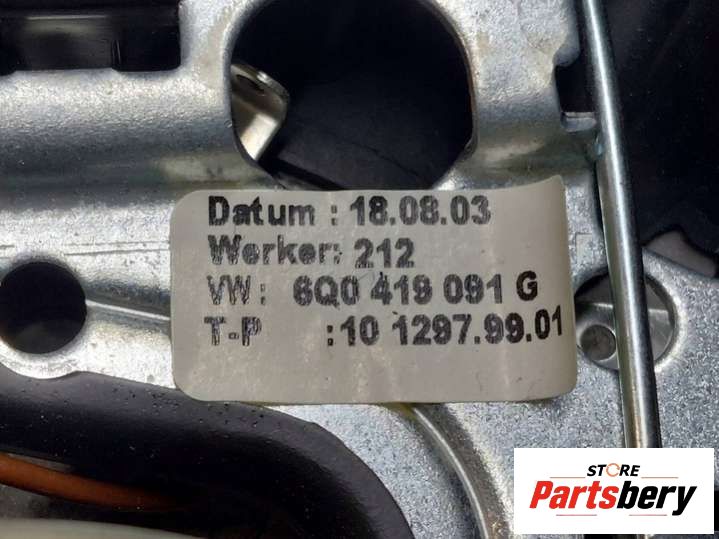 Datum : 18.08.03
Werker: 212
VW: 6Q0 419 091 G
T-P :10 1297.99.01
STORE
Partsbery